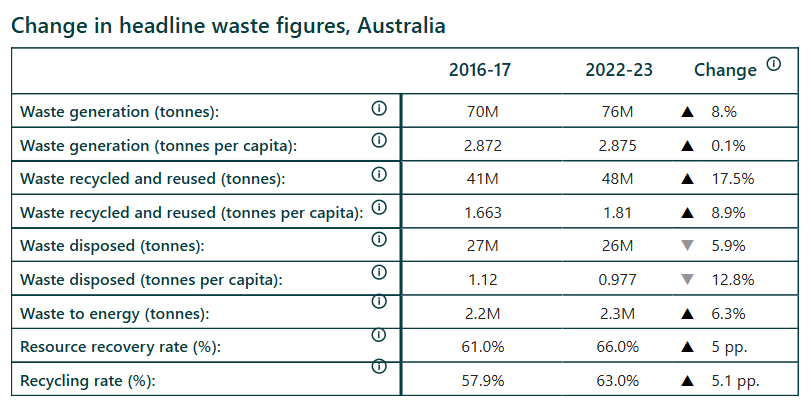 Change in headline waste figures, Australia
2016-17 2022-23 Change
Waste generation (tonnes): 70M 76M ▲ 8.%
Waste generation (tonnes per capita): 2.872 2.875 ▲ 0.1%
Waste recycled and reused (tonnes): 41M 48M ▲ 17.5%
Waste recycled and reused (tonnes per capita): 1.663 1.81 ▲ 8.9%
Waste disposed (tonnes): 27M 26M ▼ 5.9%
Waste disposed (tonnes per capita): 1.12 0.977 ▼ 12.8%
Waste to energy (tonnes): 2.2M 2.3M ▲ 6.3%
Resource recovery rate (%): 61.0% 66.0% ▲ 5 pp.
Recycling rate (%): 57.9% 63.0% ▲ 5.1 pp.